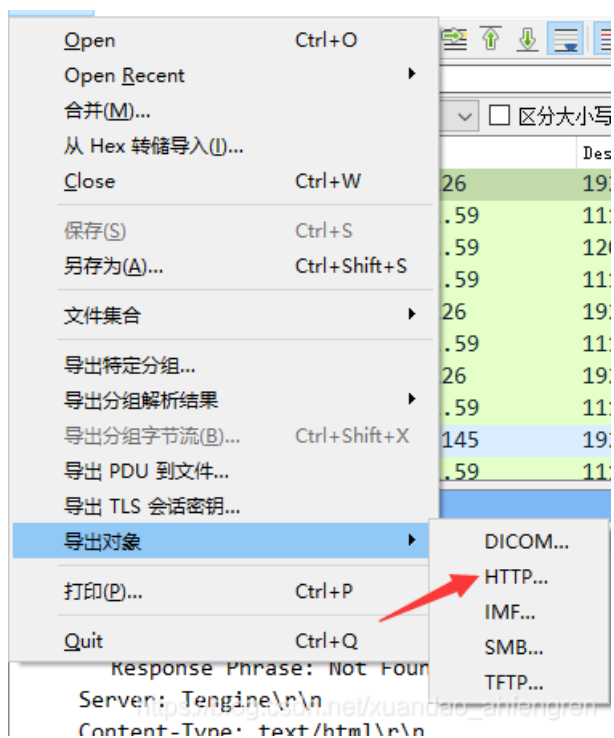 Open Ctrl+O
Open Recent
合并(M)...
从 Hex 转储导入(I)...
Close Ctrl+W
保存(S) Ctrl+S
另存为(A)... Ctrl+Shift+S
文件集合
导出特定分组...
导出分组解析结果
导出分组字节流(B)... Ctrl+Shift+X
导出 PDU 到文件...
导出 TLS 会话密钥...
导出对象
打印(P)... Ctrl+P
Quit Ctrl+Q
DICOM...
HTTP...
IMF...
SMB...
TFTP...
区分大小写
Des
26 192
.59 111
.59 120
.59 111
26 192
.59 111
26 192
.59 111
145 192
.59 111
Response Phrase: Not Foun
Server: Tengine\r\n
https://blog.csdn.net/xuandao_ahfengren
Content-Type: text/html\r\n